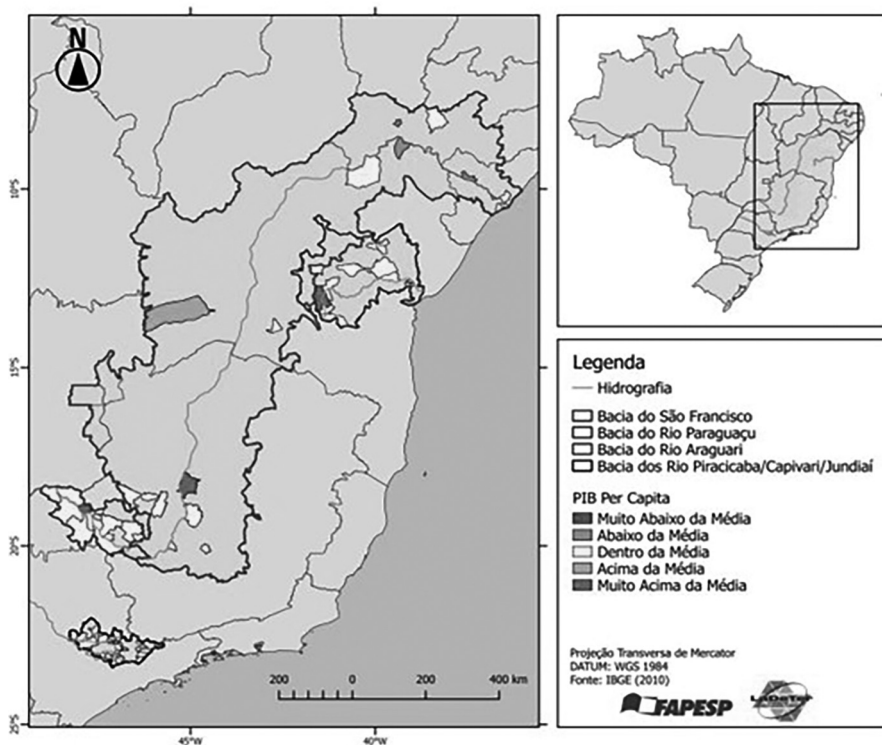 N
10°S
15°S
20°S
25°S
45°W
40°W
200
0
200
400 km
Legenda
Hidrografia
Bacia do São Francisco
Bacia do Rio Paraguaçu
Bacia do Rio Araguari
Bacia dos Rio Piracicaba/Capivari/Jundiaí
PIB Per Capita
Muito Abaixo da Média
Abaixo da Média
Dentro da Média
Acima da Média
Muito Acima da Média
Projeção Transversa de Mercator
DATUM: WGS 1984
Fonte: IBGE (2010)
FAPESP